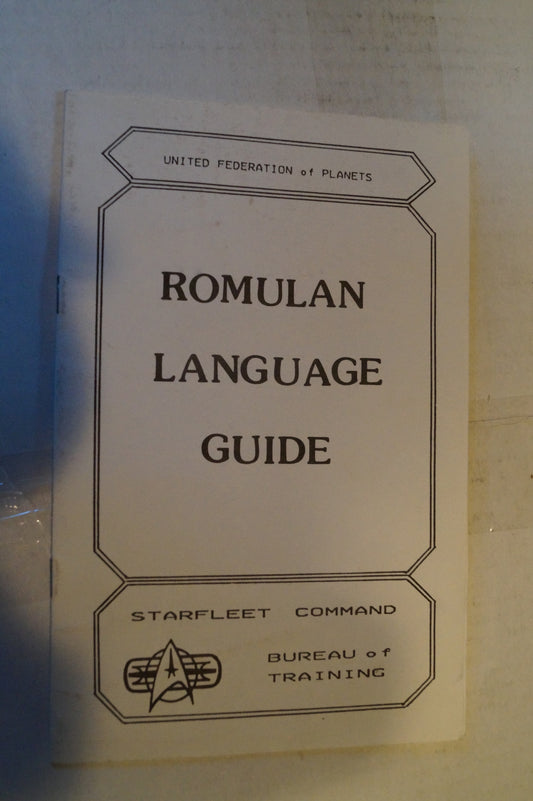 UNITED FEDERATION of PLANETS
ROMULAN
LANGUAGE
GUIDE
STARFLEET COMMAND
BUREAU of
TRAINING